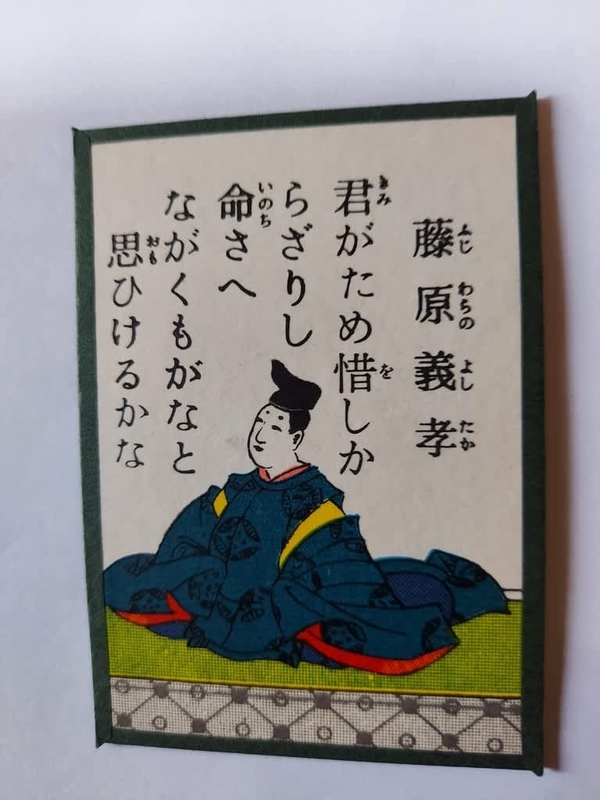 藤原義孝
君がため惜しか
らざりし
命さへ
ながくもがなと
思ひけるかな